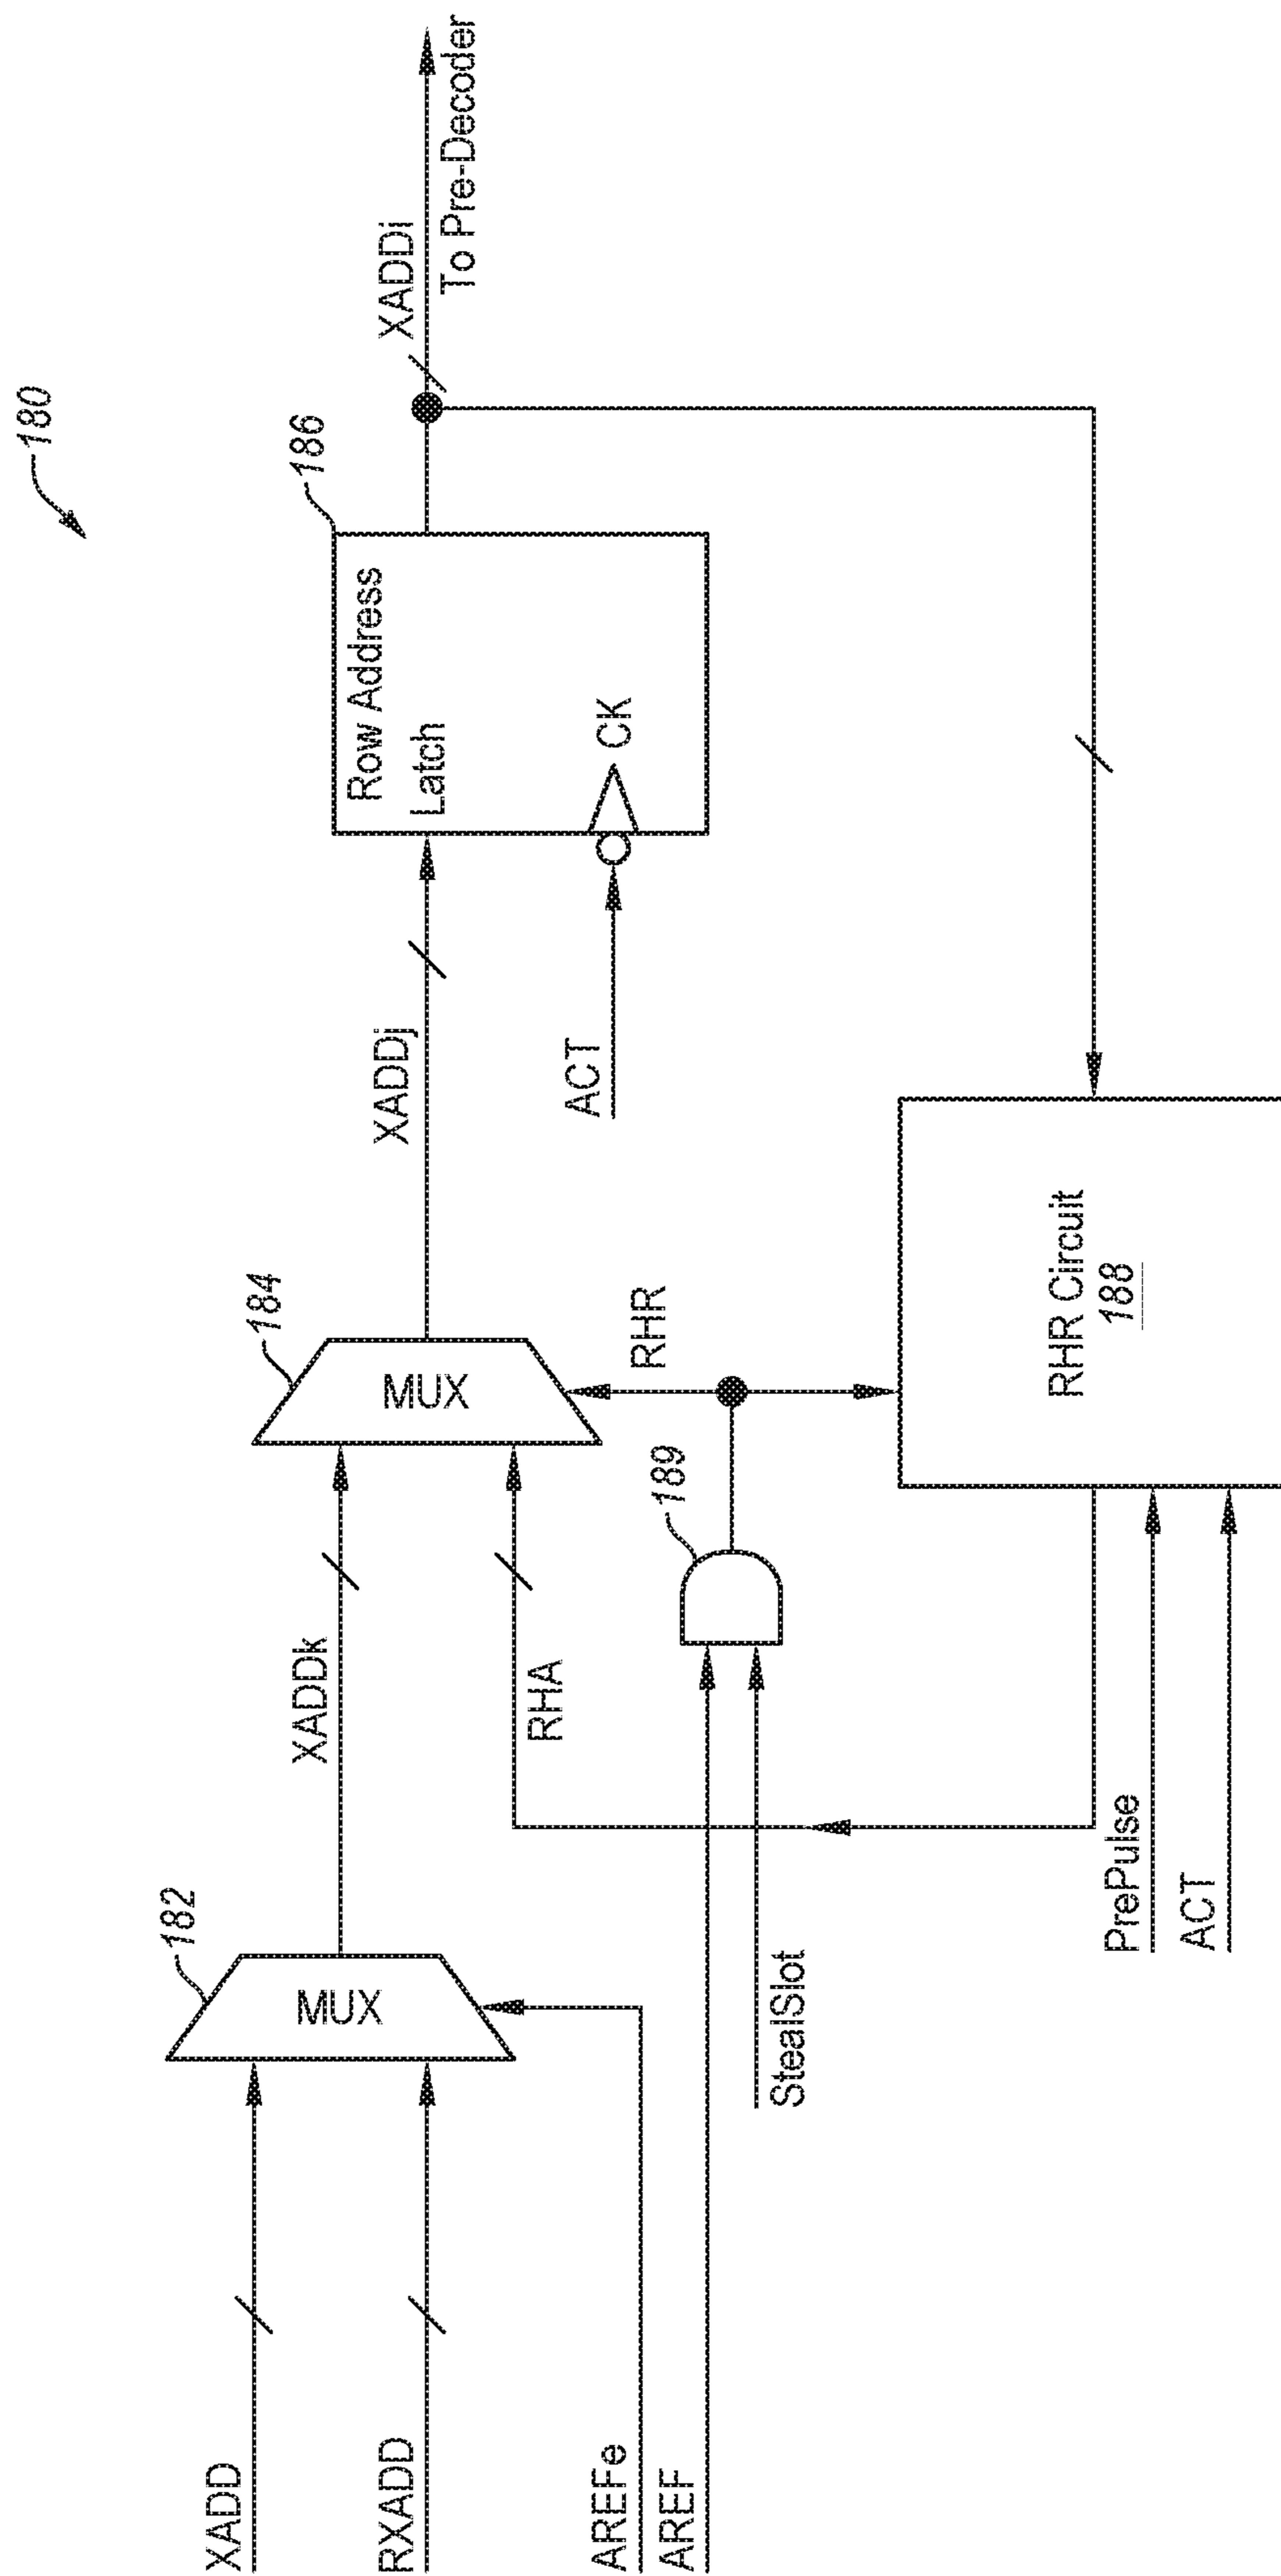 180
XADD
RXADD
AREFe
AREF
182
MUX
XADDk
RHA
StealSlot
189
184
MUX
RHR
XADDj
ACT
186
Row Address
Latch
CK
XADDi
To Pre-Decoder
PrePulse
ACT
RHR Circuit
188